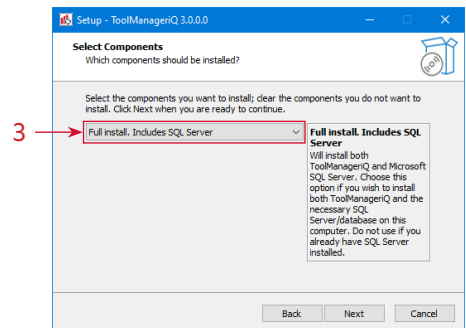 Setup - ToolManageriQ 3.0.0.0
Select Components
Which components should be installed?
Select the components you want to install; clear the components you do not want to
install. Click Next when you are ready to continue.
3
Full install. Includes SQL Server
Full install. Includes SQL
Server
Will install both
ToolManageriQ and Microsoft
SQL Server. Choose this
option if you wish to install
both ToolManageriQ and the
necessary SQL
Server/database on this
computer. Do not use if you
already have SQL Server
installed.
Back
Next
Cancel